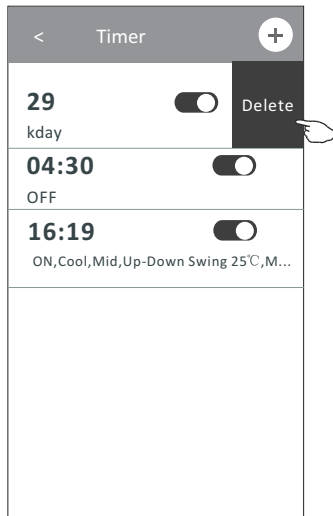 < Timer +
29 Delete
kday
04:30
OFF
16:19
ON,Cool,Mid,Up-Down Swing 25℃,M...